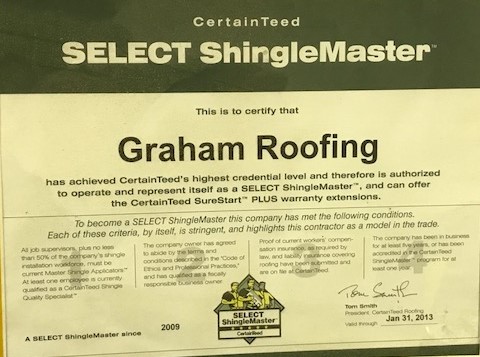 CertainTeed
SELECT ShingleMaster™
This is to certify that
Graham Roofing
has achieved CertainTeed's highest credential level and therefore is authorized
to operate and represent itself as a SELECT ShingleMaster™, and can offer
the CertainTeed SureStart™ PLUS warranty extensions.
To become a SELECT ShingleMaster this company has met the following conditions.
Each of these criteria, by itself, is stringent, and highlights this contractor as a model in the trade.
1
All job supervisors, plus no less
than 50% of the company's shingle
installation workforce, must be
current Master Shingle Applicators™.
At least one employee is currently
qualified as a CertainTeed Shingle
Quality Specialist™
2
The company owner has agreed
to abide by the terms and
conditions described in the "Code of
Ethics and Professional Practices,"
and has qualified as a fiscally
responsible business owner.
3
Proof of current workers' compen-
sation insurance, as required by
law, and liability insurance covering
roofing have been submitted and
are on file at CertainTeed.
4
The company has been in business
for at least five years, or has been
accredited in the CertainTeed
ShingleMaster™ program for at
least one year.
Tom Smith
Tom Smith
President, CertainTeed Roofing
Valid through Jan 31, 2013
A SELECT ShingleMaster since 2009
SELECT
ShingleMaster™
CertainTeed